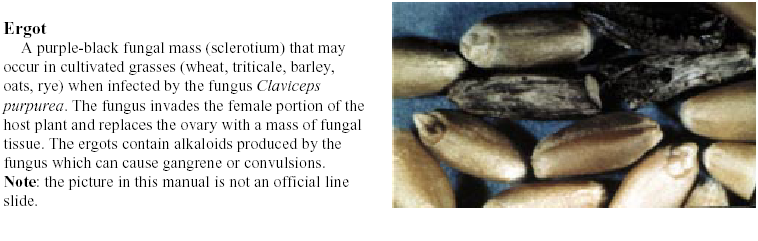 Ergot
A purple-black fungal mass (sclerotium) that may
occur in cultivated grasses (wheat, triticale, barley,
oats, rye) when infected by the fungus Claviceps
purpurea. The fungus invades the female portion of the
host plant and replaces the ovary with a mass of fungal
tissue. The ergots contain alkaloids produced by the
fungus which can cause gangrene or convulsions.
Note: the picture in this manual is not an official line
slide.